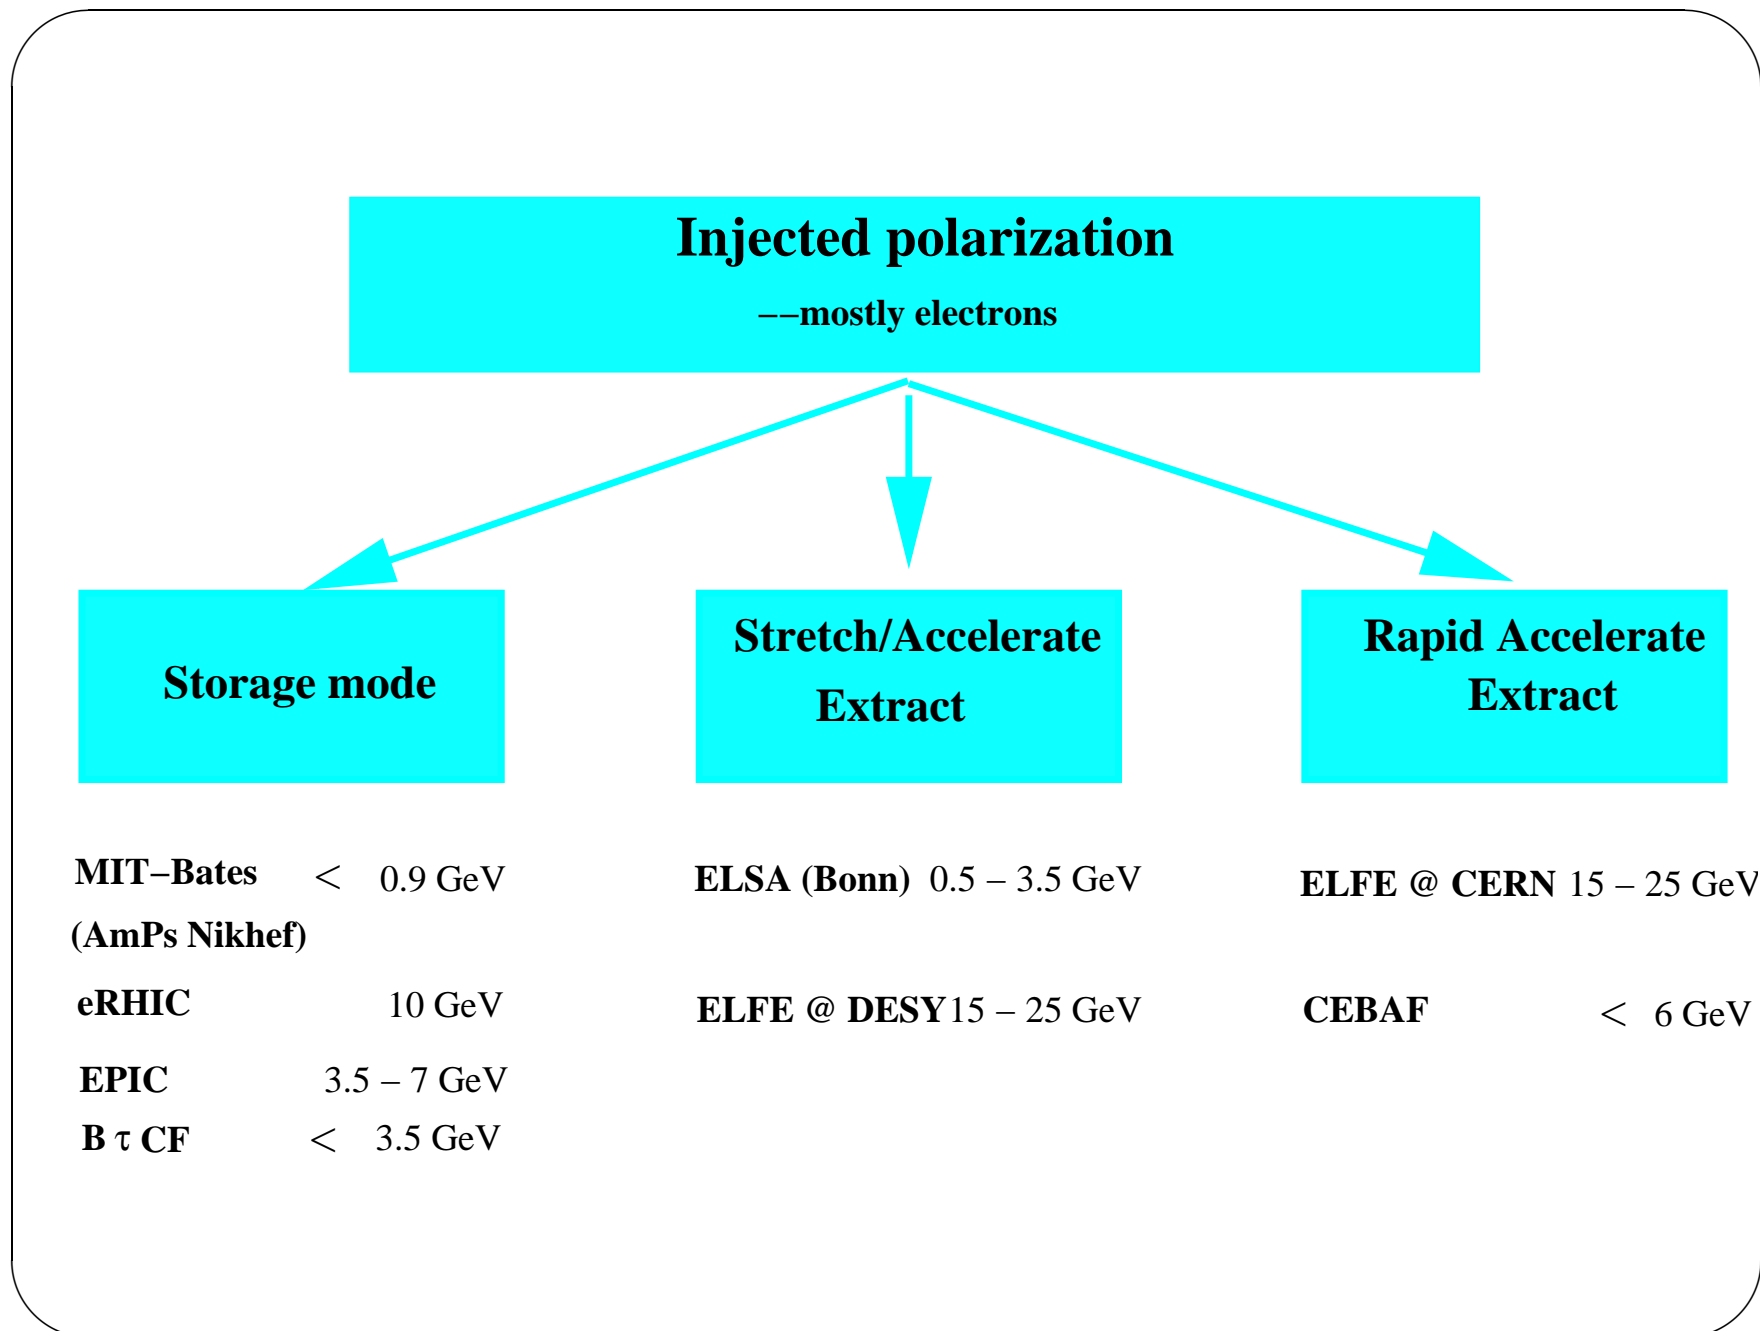 Injected polarization
−−mostly electrons
Storage mode
MIT−Bates < 0.9 GeV
(AmPs Nikhef)
eRHIC 10 GeV
EPIC 3.5 − 7 GeV
B τ CF < 3.5 GeV
Stretch/Accelerate
Extract
ELSA (Bonn) 0.5 − 3.5 GeV
ELFE @ DESY 15 − 25 GeV
Rapid Accelerate
Extract
ELFE @ CERN 15 − 25 GeV
CEBAF < 6 GeV